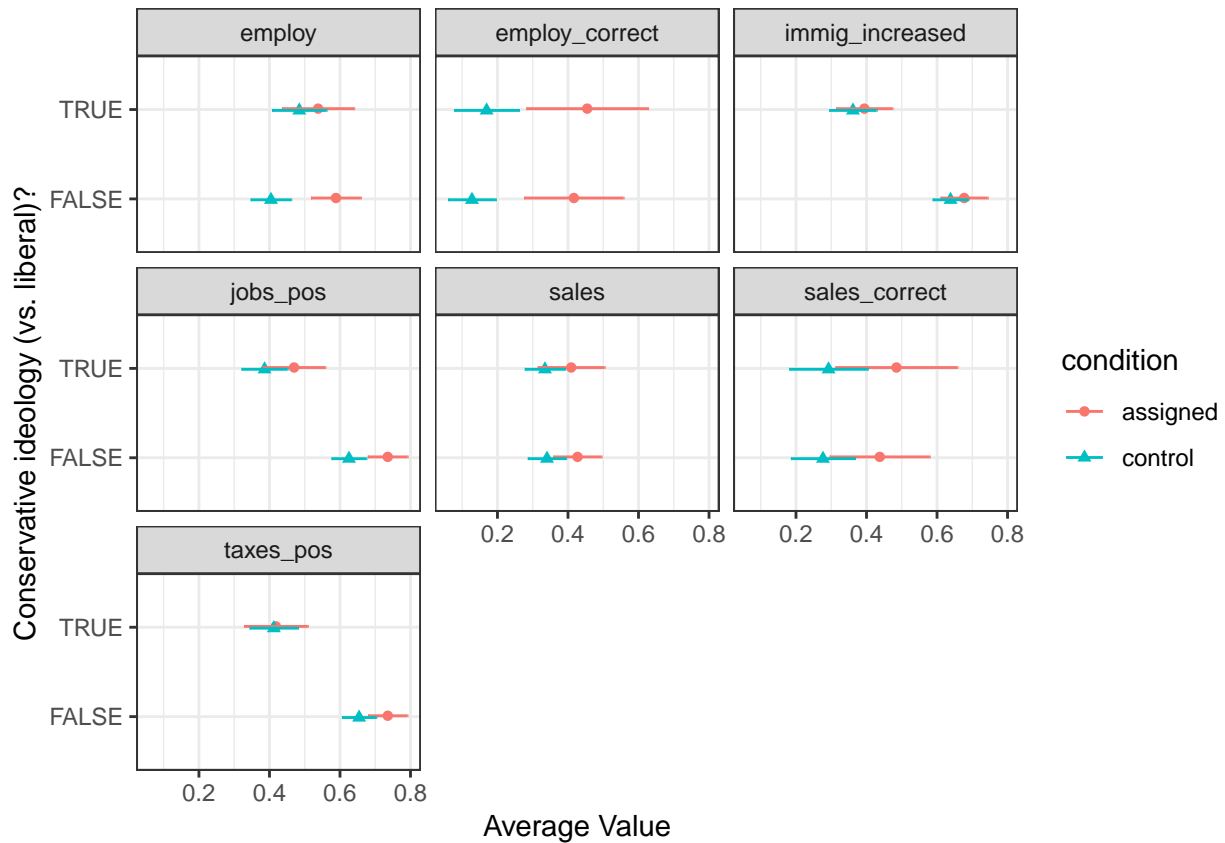 employ
employ_correct
immig_increased
TRUE
FALSE
jobs_pos
sales
sales_correct
TRUE
FALSE
0.2 0.4 0.6 0.8
0.2 0.4 0.6 0.8
taxes_pos
TRUE
FALSE
0.2 0.4 0.6 0.8
Average Value
Conservative ideology (vs. liberal)?
condition
assigned
control